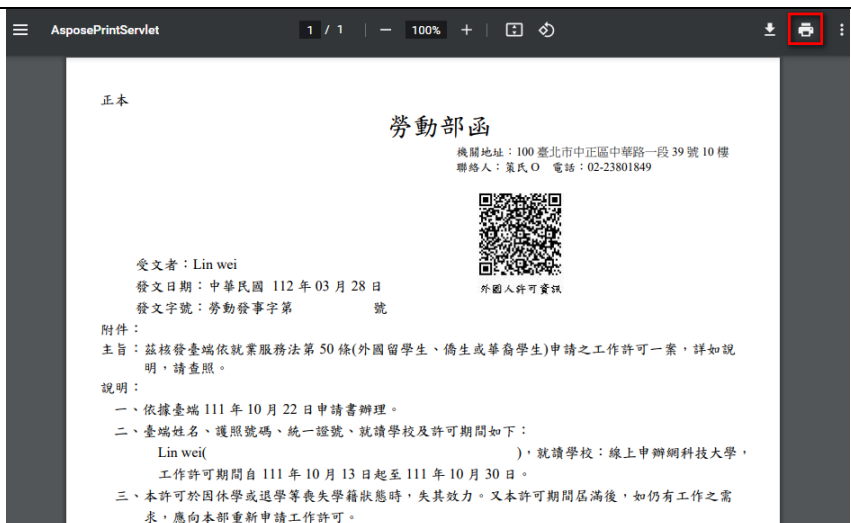 AsposePrintServlet 1 / 1 | − 100% + |
正本
勞動部函
機關地址：100 臺北市中正區中華路一段 39 號 10 樓
聯絡人：葉氏O 電話：02-23801849
外國人許可資訊
受文者：Lin wei
發文日期：中華民國 112 年 03 月 28 日
發文字號：勞動發事字第 號
附件：
主旨：茲核發臺端依就業服務法第 50 條(外國留學生、僑生或華裔學生)申請之工作許可一案，詳如說
明，請查照。
說明：
一、依據臺端 111 年 10 月 22 日申請書辦理。
二、臺端姓名、護照號碼、統一證號、就讀學校及許可期間如下：
Lin wei( )，就讀學校：線上申辦網科技大學，
工作許可期間自 111 年 10 月 13 日起至 111 年 10 月 30 日。
三、本許可於因休學或退學等喪失學籍狀態時，失其效力。又本許可期間屆滿後，如仍有工作之需
求，應向本部重新申請工作許可。